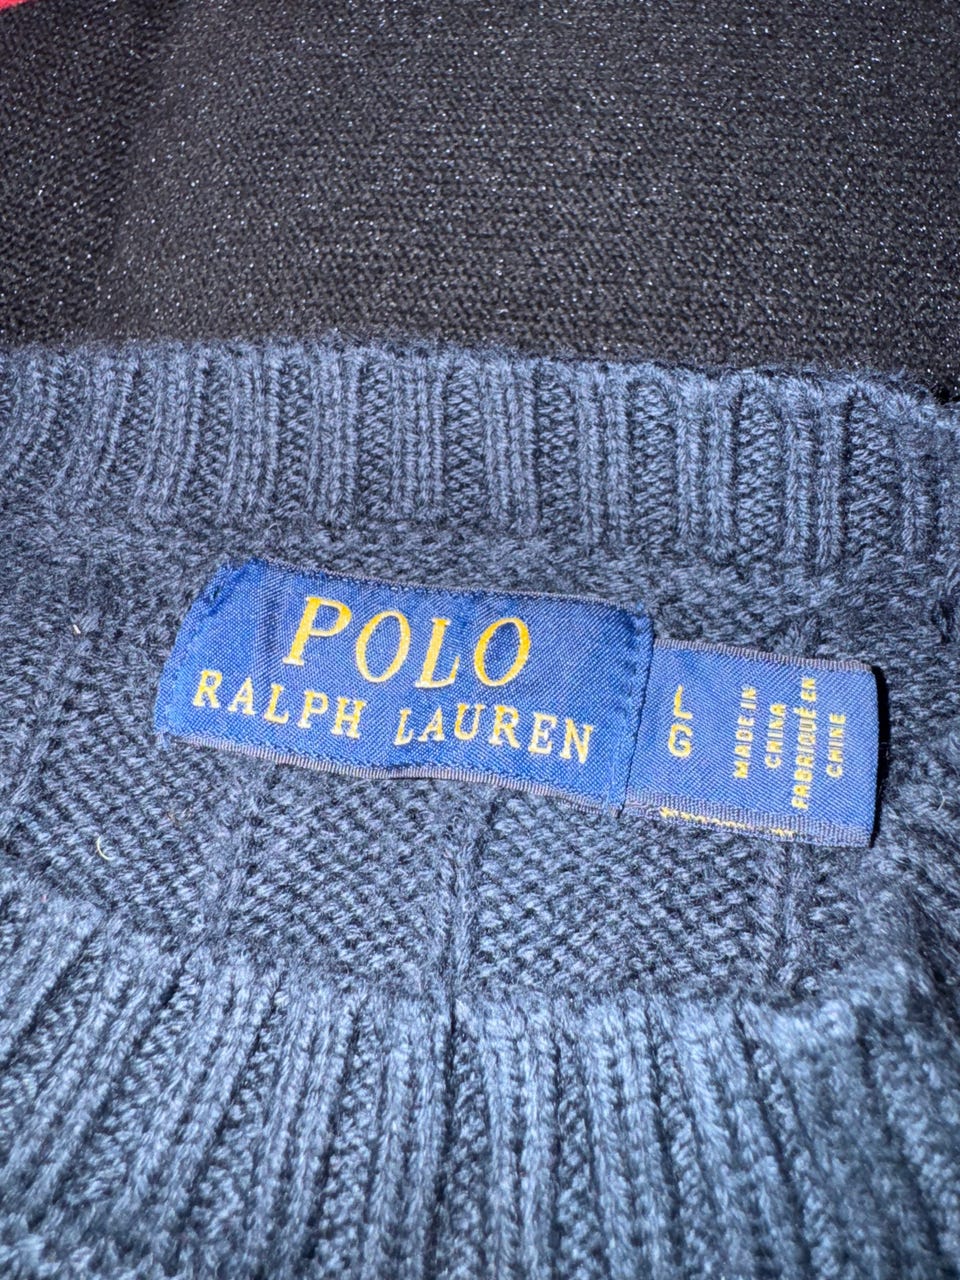 POLO
RALPH LAUREN
L
G
MADE IN
CHINA
FABRIQUÉ EN
CHINE